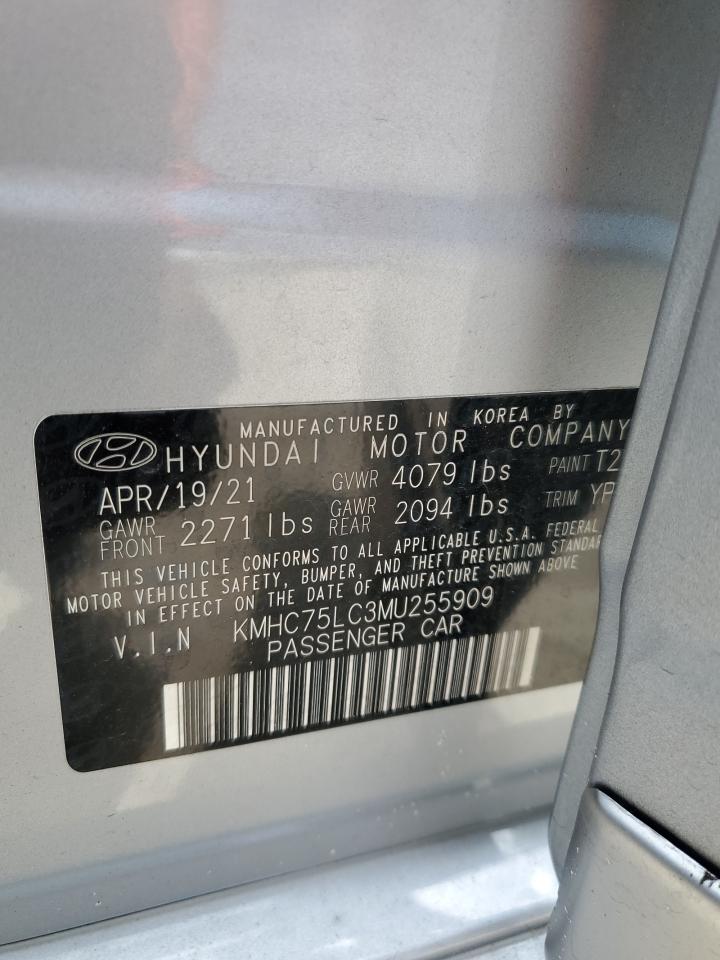 MANUFACTURED IN KOREA BY
HYUNDAI MOTOR COMPANY
APR/19/21 GVWR 4079 lbs PAINT T2
GAWR FRONT 2271 lbs GAWR REAR 2094 lbs TRIM YP
THIS VEHICLE CONFORMS TO ALL APPLICABLE U.S.A. FEDERAL
MOTOR VEHICLE SAFETY, BUMPER, AND THEFT PREVENTION STANDAR
IN EFFECT ON THE DATE OF MANUFACTURE SHOWN ABOVE
V.I.N KMHC75LC3MU255909
PASSENGER CAR